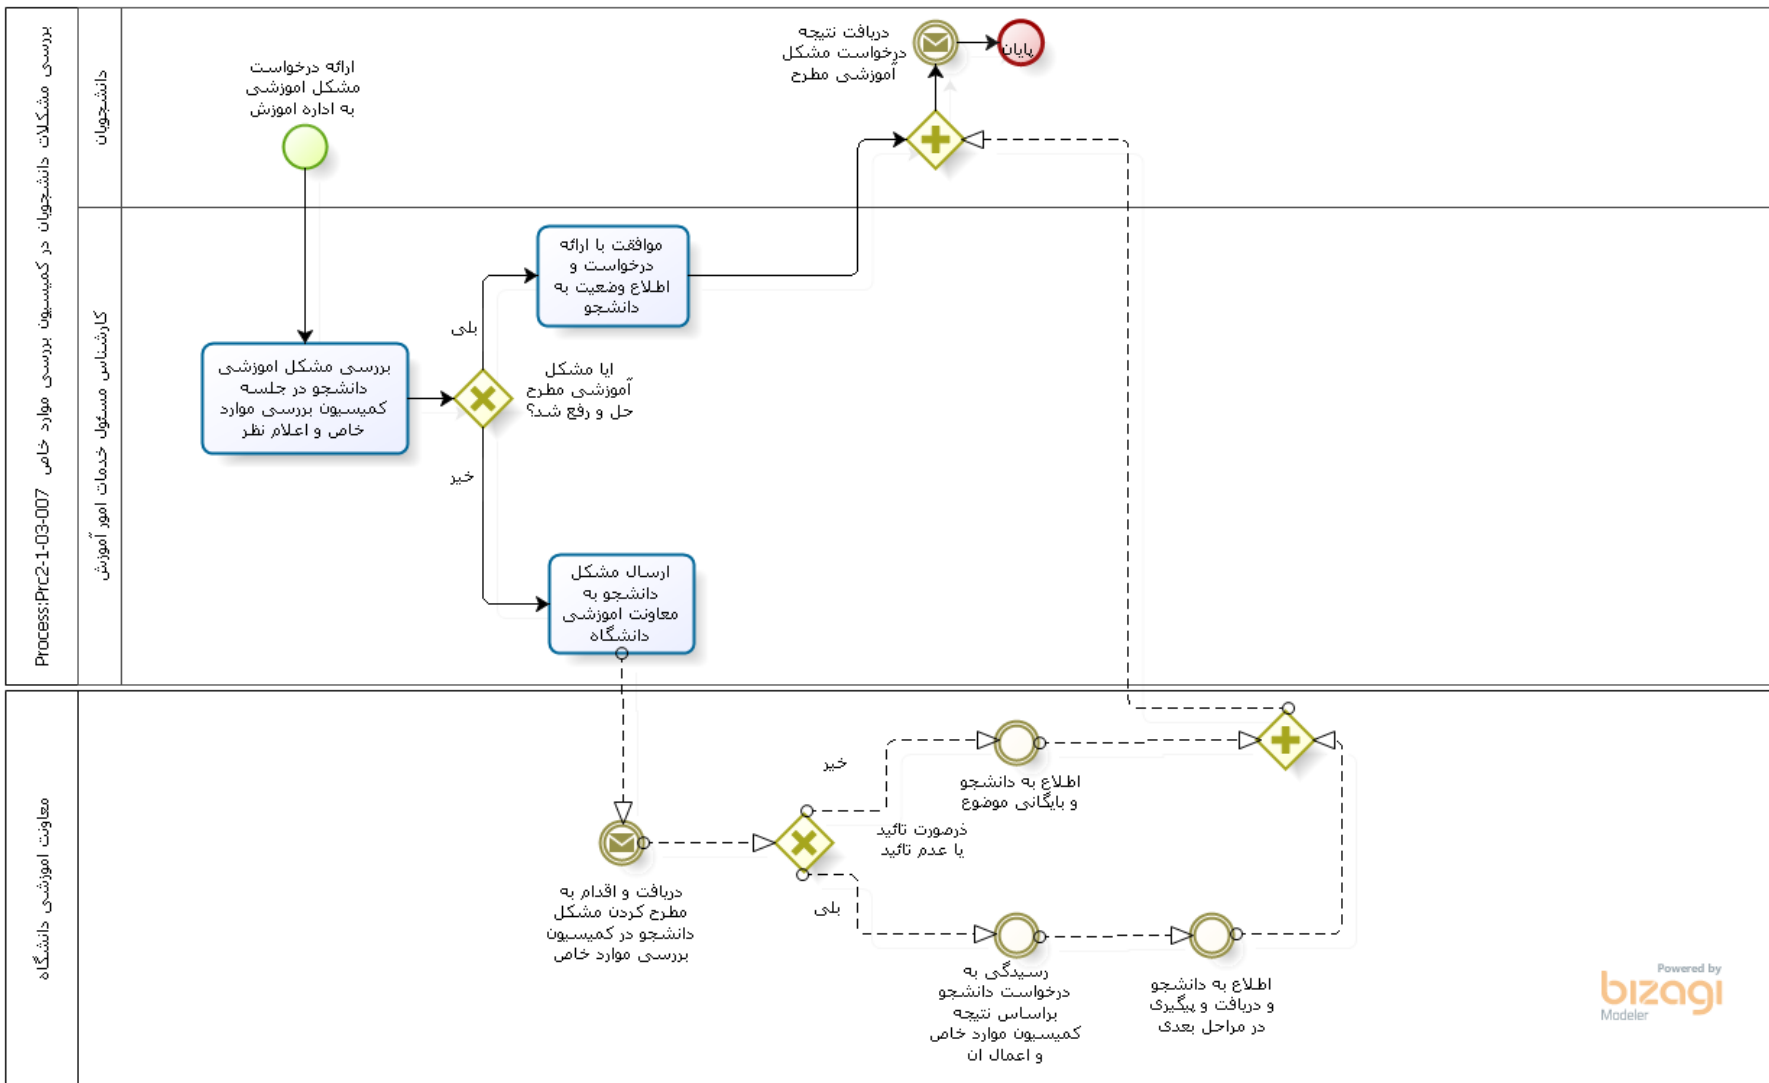 بررسی مشکلات دانشجویان در کمیسیون بررسی موارد خاص Process:Prc2-1-03-007
دانشجویان
ارائه درخواست
مشکل اموزشی
به اداره اموزش
دریافت نتیجه
درخواست مشکل
آموزشی مطرح
پایان
کارشناس مسئول خدمات امور آموزش
موافقت با ارائه
درخواست و
اطلاع وضعیت به
دانشجو
بلی
بررسی مشکل اموزشی
دانشجو در جلسه
کمیسیون بررسی موارد
خاص و اعلام نظر
ایا مشکل
آموزشی مطرح
حل و رفع شد؟
خیر
ارسال مشکل
دانشجو به
معاونت اموزشی
دانشگاه
معاونت اموزشی دانشگاه
خیر
اطلاع به دانشجو
و بایگانی موضوع
ذرصورت تائید
یا عدم تائید
دریافت و اقدام به
مطرح کردن مشکل
دانشجو در کمیسیون
بررسی موارد خاص
بلی
رسیدگی به
درخواست دانشجو
براساس نتیجه
کمیسیون موارد خاص
و اعمال ان
اطلاع به دانشجو
و دریافت و پیگیری
در مراحل بعدی
Powered by
bizagi
Modeler